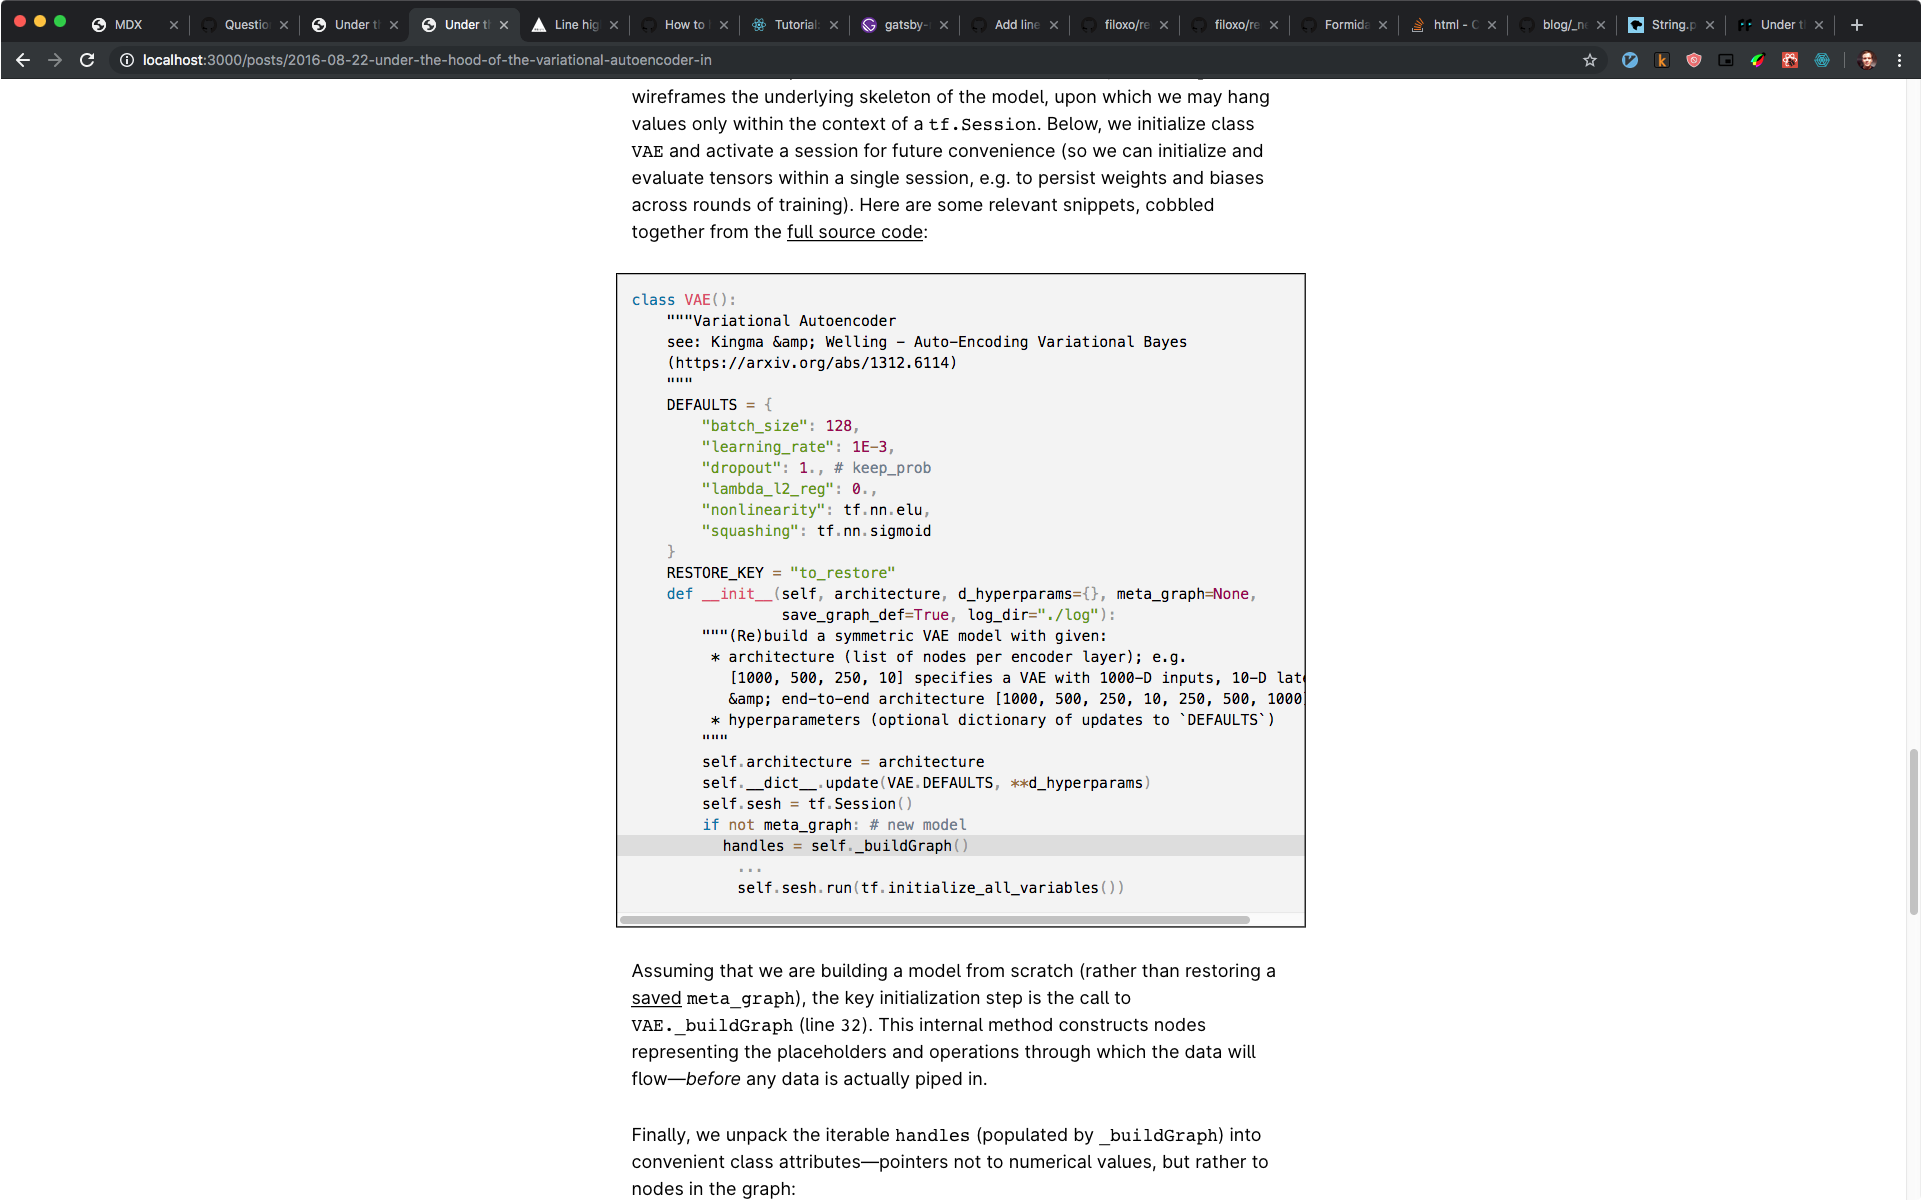 MDX
Questio
Under t
Under th
Line hig
How to
Tutorial:
gatsby-
Add line
filoxo/re
filoxo/re
Formida
html - C
blog/_n
String.p
Under t
localhost:3000/posts/2016-08-22-under-the-hood-of-the-variational-autoencoder-in
wireframes the underlying skeleton of the model, upon which we may hang
values only within the context of a tf.Session. Below, we initialize class
VAE and activate a session for future convenience (so we can initialize and
evaluate tensors within a single session, e.g. to persist weights and biases
across rounds of training). Here are some relevant snippets, cobbled
together from the full source code:
class VAE():
"""Variational Autoencoder
see: Kingma &amp; Welling - Auto-Encoding Variational Bayes
(https://arxiv.org/abs/1312.6114)
"""
DEFAULTS = {
"batch_size": 128,
"learning_rate": 1E-3,
"dropout": 1., # keep_prob
"lambda_l2_reg": 0.,
"nonlinearity": tf.nn.elu,
"squashing": tf.nn.sigmoid
}
RESTORE_KEY = "to_restore"
def __init__(self, architecture, d_hyperparams={}, meta_graph=None,
save_graph_def=True, log_dir="./log"):
"""(Re)build a symmetric VAE model with given:
* architecture (list of nodes per encoder layer); e.g.
[1000, 500, 250, 10] specifies a VAE with 1000-D inputs, 10-D late
&amp; end-to-end architecture [1000, 500, 250, 10, 250, 500, 1000]
* hyperparameters (optional dictionary of updates to `DEFAULTS`)
"""
self.architecture = architecture
self.__dict__.update(VAE.DEFAULTS, **d_hyperparams)
self.sesh = tf.Session()
if not meta_graph: # new model
handles = self._buildGraph()
...
self.sesh.run(tf.initialize_all_variables())
Assuming that we are building a model from scratch (rather than restoring a
saved meta_graph), the key initialization step is the call to
VAE._buildGraph (line 32). This internal method constructs nodes
representing the placeholders and operations through which the data will
flow—before any data is actually piped in.
Finally, we unpack the iterable handles (populated by _buildGraph) into
convenient class attributes—pointers not to numerical values, but rather to
nodes in the graph: